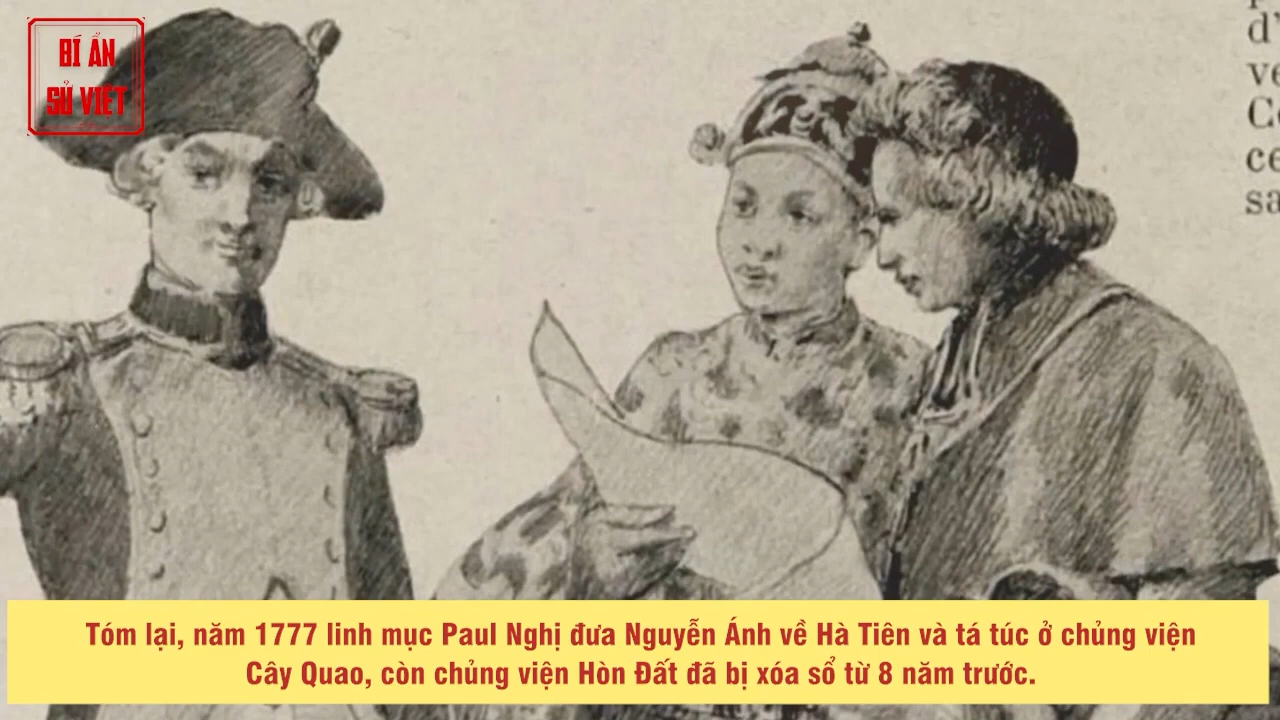 BÍ ẨN
SỬ VIỆT
d'
ve
ce
sa
Tóm lại, năm 1777 linh mục Paul Nghị đưa Nguyễn Ánh về Hà Tiên và tá túc ở chủng viện
Cây Quao, còn chủng viện Hòn Đất đã bị xóa sổ từ 8 năm trước.